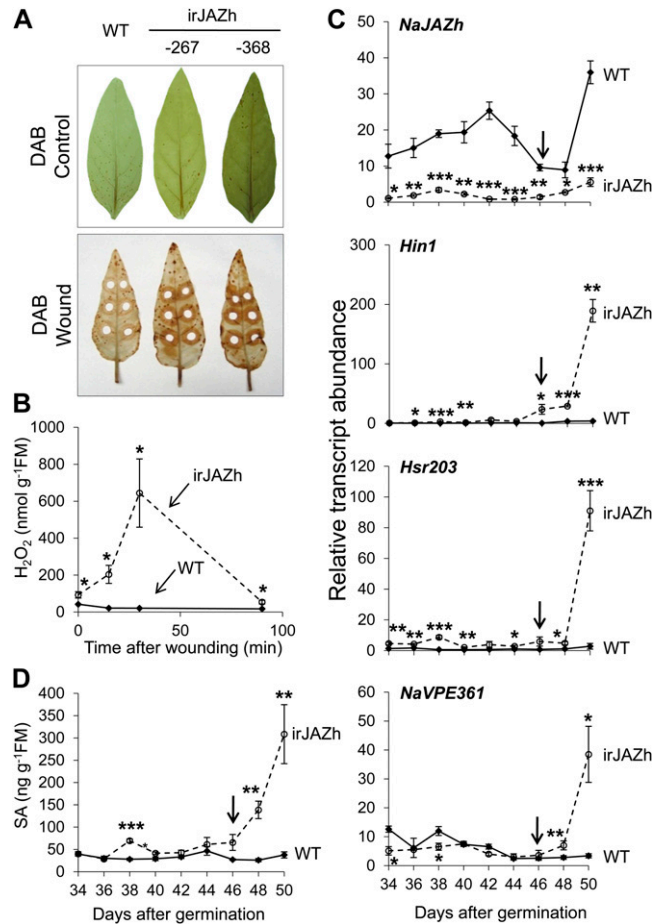 A
WT
irJAZh
-267 -368
DAB
Control
DAB
Wound
B
1000
800
600
400
200
0
H₂O₂ (nmol g⁻¹FM)
*
*
*
*
irJAZh
WT
0 50 100
Time after wounding (min)
D
400
350
300
250
200
150
100
50
0
SA (ng g⁻¹FM)
***
**
**
irJAZh
WT
34 36 38 40 42 44 46 48 50
Days after germination
C
NaJAZh
40
30
20
10
0
WT
* ** *** ** *** *** ** * ***
irJAZh
Relative transcript abundance
Hin1
300
200
100
0
**
irJAZh
* *** ** * ***
WT
Hsr203
100
80
60
40
20
0
***
irJAZh
** ** *** ** * * *
WT
NaVPE361
60
50
40
30
20
10
0
*
irJAZh
**
WT
* *
34 36 38 40 42 44 46 48 50
Days after germination